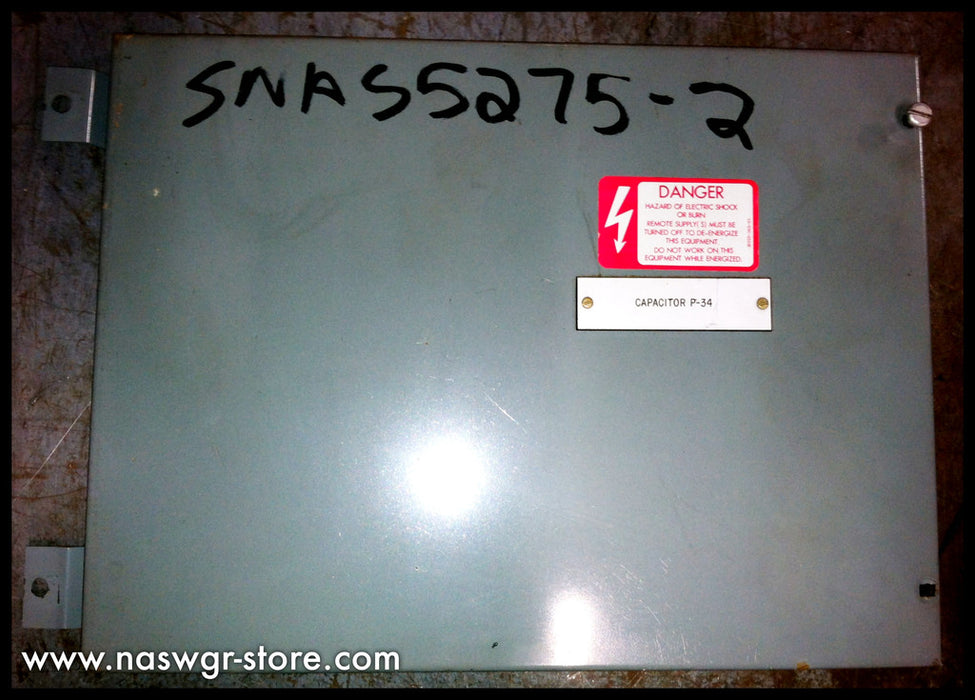 SNAS5275-2
DANGER
HAZARD OF ELECTRIC SHOCK
OR BURN
REMOTE SUPPLY(S) MUST BE
TURNED OFF TO DE-ENERGIZE
THIS EQUIPMENT
DO NOT WORK ON THIS
EQUIPMENT WHILE ENERGIZED.
CAPACITOR P-34
www.naswgr-store.com